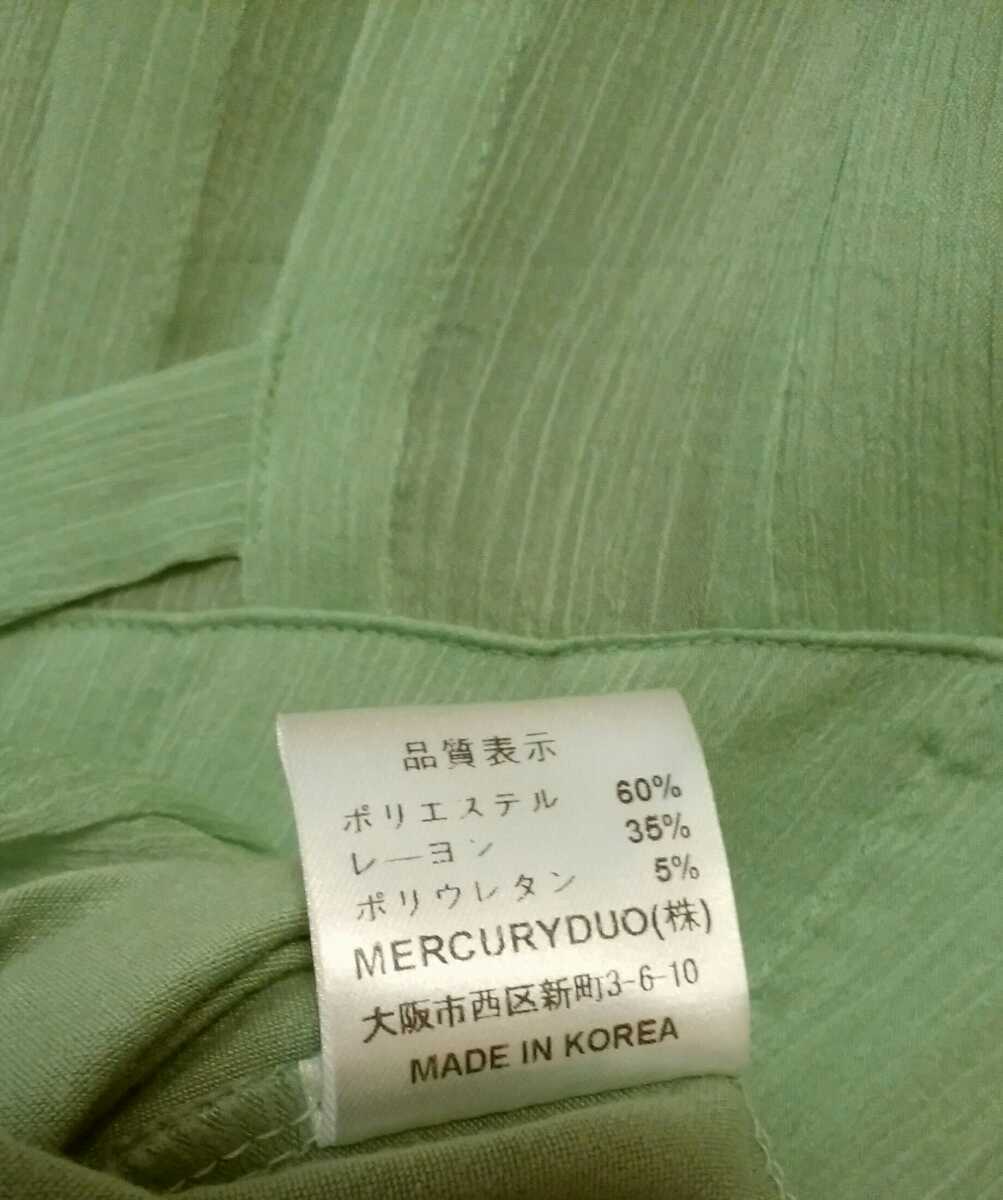 品質表示
ポリエステル 60%
レーヨン 35%
ポリウレタン 5%
MERCURYDUO(株)
大阪市西区新町3-6-10
MADE IN KOREA